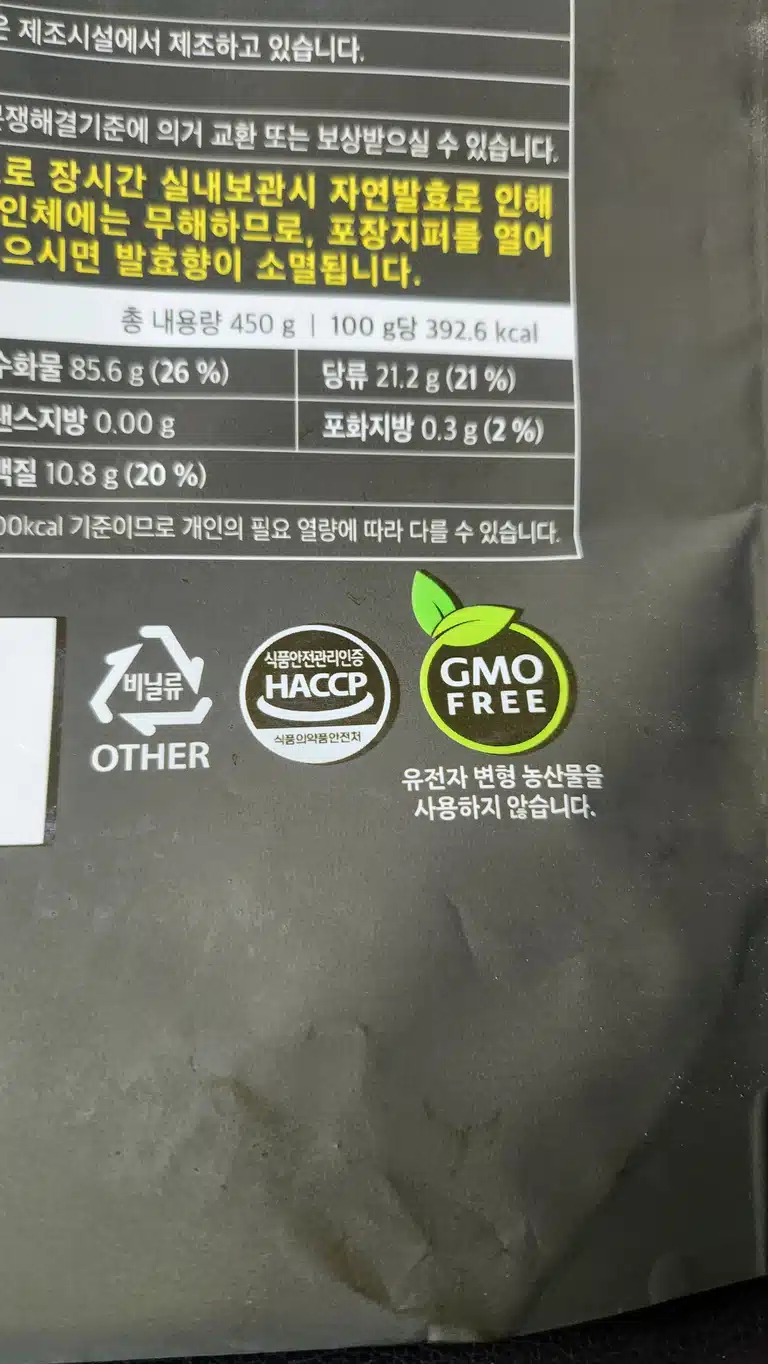 제조시설에서 제조하고 있습니다.
쟁해결기준에 의거 교환 또는 보상받으실 수 있습니다.
로 장시간 실내보관시 자연발효로 인해
인체에는 무해하므로, 포장지퍼를 열어
으시면 발효향이 소멸됩니다.
총 내용량 450 g | 100 g당 392.6 kcal
수화물 85.6 g (26 %) 당류 21.2 g (21 %)
스지방 0.00 g 포화지방 0.3 g (2 %)
백질 10.8 g (20 %)
00kcal 기준이므로 개인의 필요 열량에 따라 다를 수 있습니다.
비닐류
OTHER
식품안전관리인증
HACCP
식품의약품안전처
GMO
FREE
유전자 변형 농산물을
사용하지 않습니다.